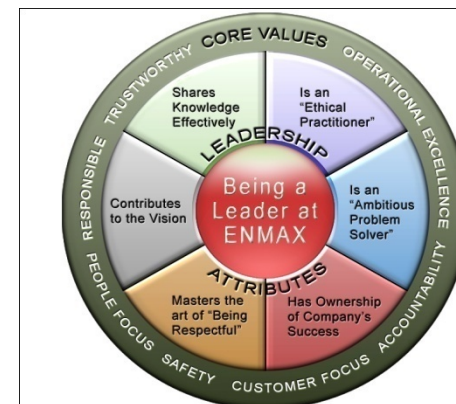 CORE VALUES
OPERATIONAL EXCELLENCE
ACCOUNTABILITY
CUSTOMER FOCUS
SAFETY
PEOPLE FOCUS
RESPONSIBLE
TRUSTWORTHY
LEADERSHIP
ATTRIBUTES
Being a
Leader at
ENMAX
Shares
Knowledge
Effectively
Is an
"Ethical
Practitioner"
Is an
"Ambitious
Problem
Solver"
Has Ownership
of Company's
Success
Masters the
art of "Being
Respectful"
Contributes
to the Vision